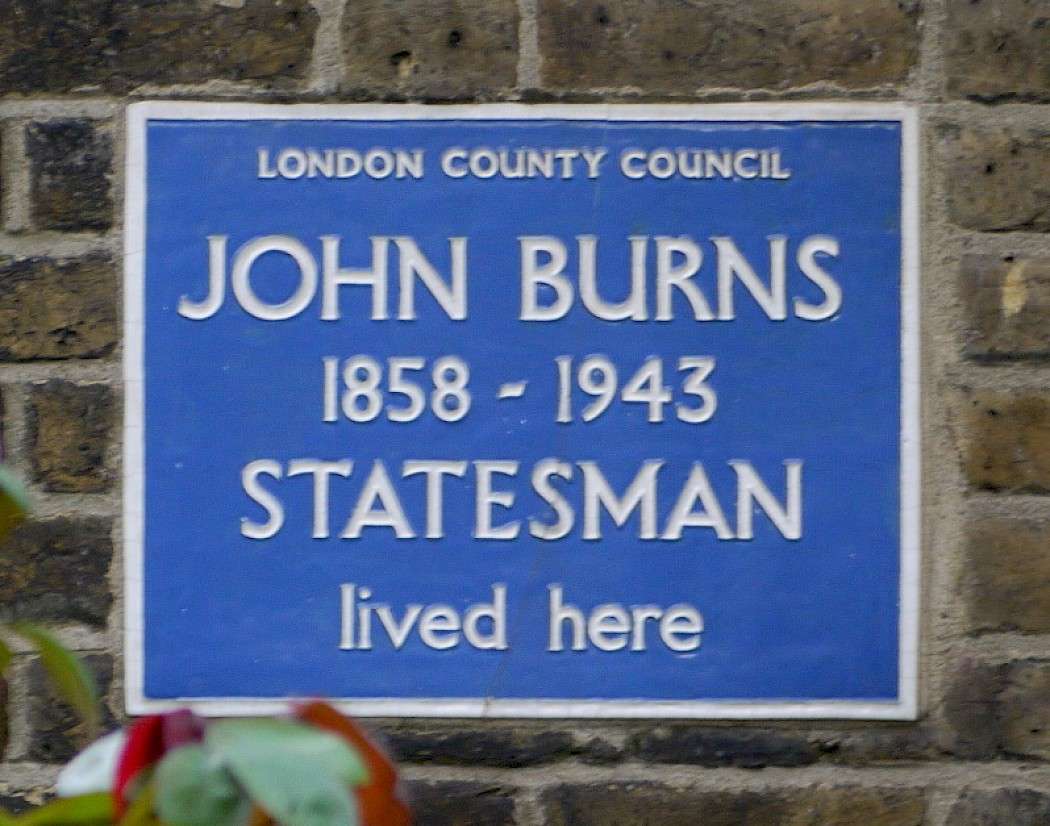 LONDON COUNTY COUNCIL
JOHN BURNS
1858 - 1943
STATESMAN
lived here